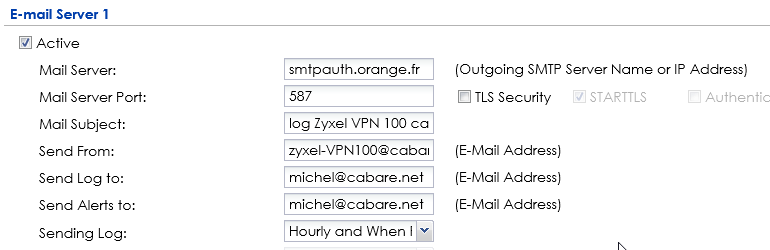 E-mail Server 1
Active
Mail Server: smtpauth.orange.fr (Outgoing SMTP Server Name or IP Address)
Mail Server Port: 587 TLS Security STARTTLS Authentic
Mail Subject: log Zyxel VPN 100 ca
Send From: zyxel-VPN100@cabar (E-Mail Address)
Send Log to: michel@cabare.net (E-Mail Address)
Send Alerts to: michel@cabare.net (E-Mail Address)
Sending Log: Hourly and When